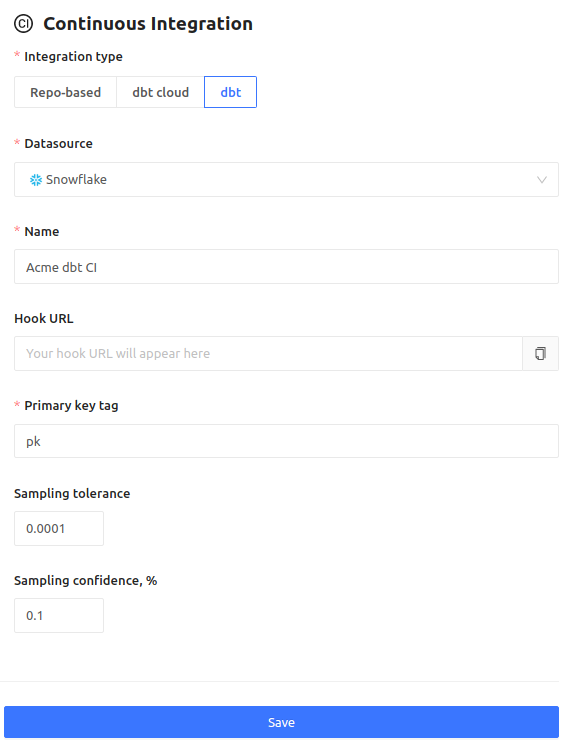 CI Continuous Integration
* Integration type
Repo-based dbt cloud dbt
* Datasource
Snowflake
* Name
Acme dbt CI
Hook URL
Your hook URL will appear here
* Primary key tag
pk
Sampling tolerance
0.0001
Sampling confidence, %
0.1
Save